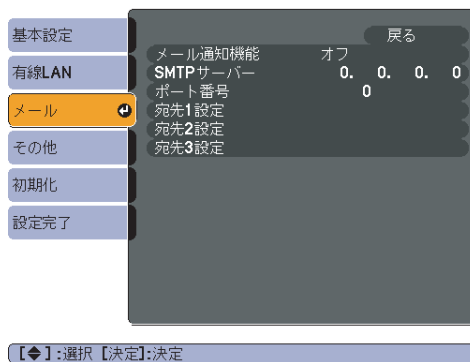 基本設定
有線LAN
メール
その他
初期化
設定完了
戻る
メール通知機能 オフ
SMTPサーバー 0. 0. 0. 0
ポート番号 0
宛先1設定
宛先2設定
宛先3設定
【◆】:選択【決定】:決定